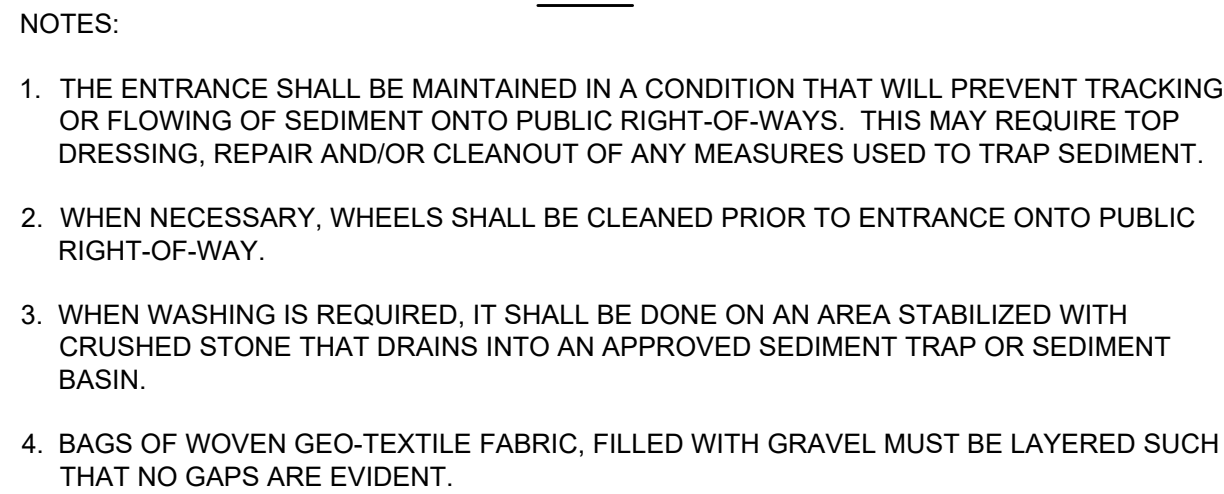 NOTES:
1. THE ENTRANCE SHALL BE MAINTAINED IN A CONDITION THAT WILL PREVENT TRACKING
OR FLOWING OF SEDIMENT ONTO PUBLIC RIGHT-OF-WAYS. THIS MAY REQUIRE TOP
DRESSING, REPAIR AND/OR CLEANOUT OF ANY MEASURES USED TO TRAP SEDIMENT.
2. WHEN NECESSARY, WHEELS SHALL BE CLEANED PRIOR TO ENTRANCE ONTO PUBLIC
RIGHT-OF-WAY.
3. WHEN WASHING IS REQUIRED, IT SHALL BE DONE ON AN AREA STABILIZED WITH
CRUSHED STONE THAT DRAINS INTO AN APPROVED SEDIMENT TRAP OR SEDIMENT
BASIN.
4. BAGS OF WOVEN GEO-TEXTILE FABRIC, FILLED WITH GRAVEL MUST BE LAYERED SUCH
THAT NO GAPS ARE EVIDENT.